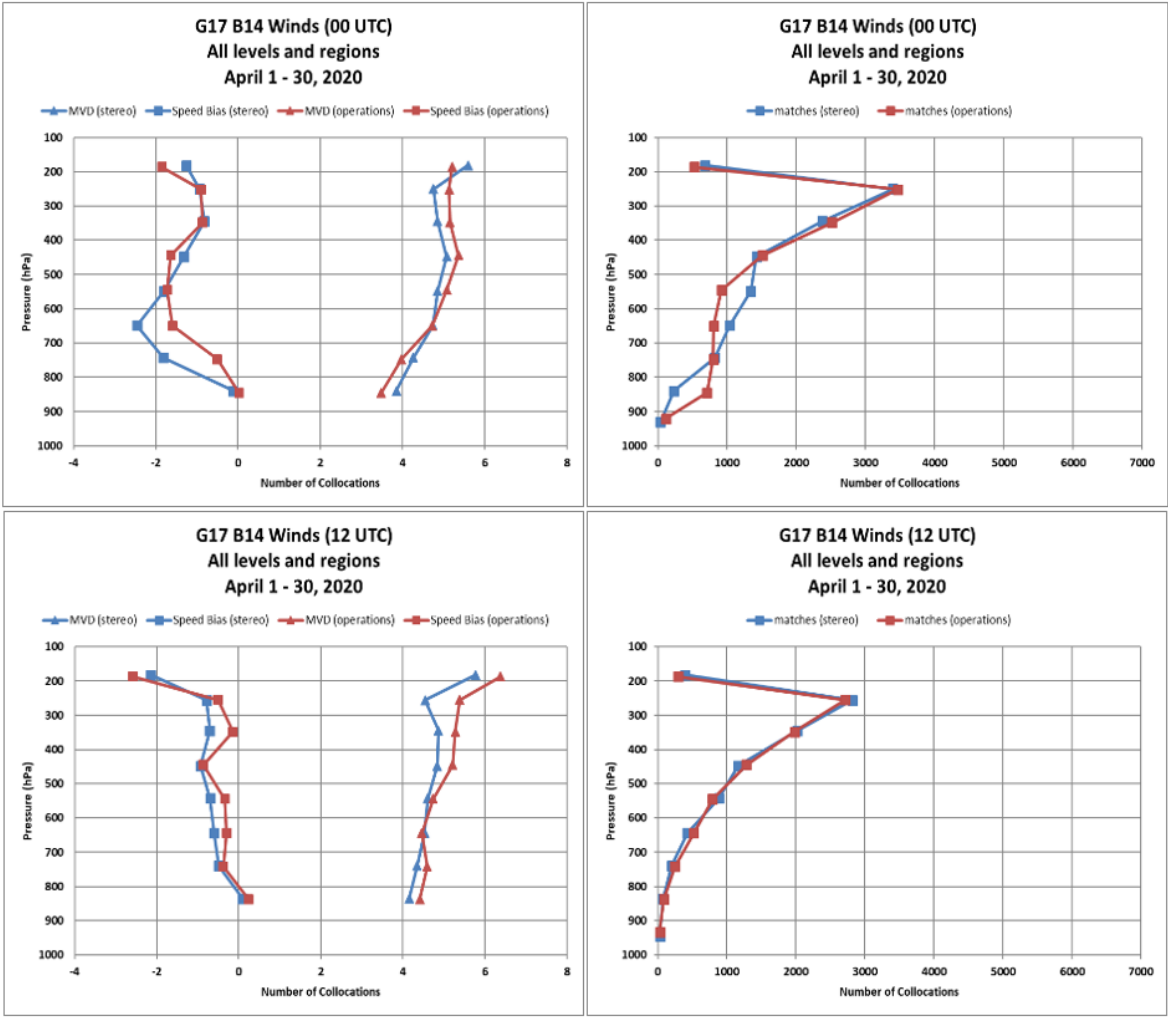 G17 B14 Winds (00 UTC)
All levels and regions
April 1 - 30, 2020
MVD (stereo) Speed Bias (stereo) MVD (operations) Speed Bias (operations)
100
200
300
400
500
600
700
800
900
1000
Pressure (hPa)
-4 -2 0 2 4 6 8
Number of Collocations
G17 B14 Winds (00 UTC)
All levels and regions
April 1 - 30, 2020
matches (stereo) matches (operations)
100
200
300
400
500
600
700
800
900
1000
Pressure (hPa)
0 1000 2000 3000 4000 5000 6000 7000
Number of Collocations
G17 B14 Winds (12 UTC)
All levels and regions
April 1 - 30, 2020
MVD (stereo) Speed Bias (stereo) MVD (operations) Speed Bias (operations)
100
200
300
400
500
600
700
800
900
1000
Pressure (hPa)
-4 -2 0 2 4 6 8
Number of Collocations
G17 B14 Winds (12 UTC)
All levels and regions
April 1 - 30, 2020
matches (stereo) matches (operations)
100
200
300
400
500
600
700
800
900
1000
Pressure (hPa)
0 1000 2000 3000 4000 5000 6000 7000
Number of Collocations